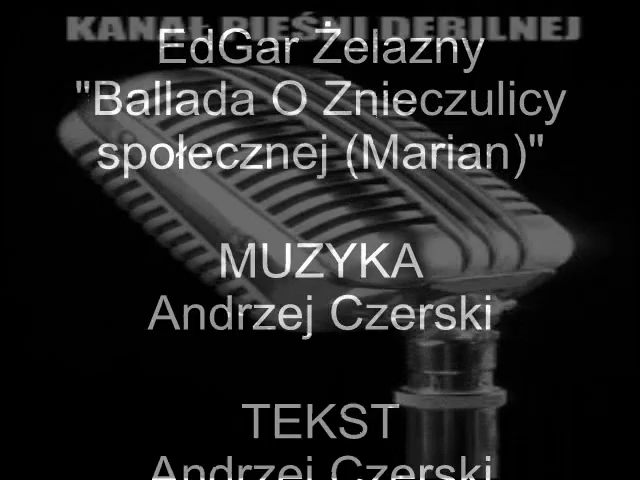 KANAŁ PIEŚNI DEBILNEJ
EdGar Żelazny
"Ballada O Znieczulicy
społecznej (Marian)"
MUZYKA
Andrzej Czerski
TEKST
Andrzej Czerski